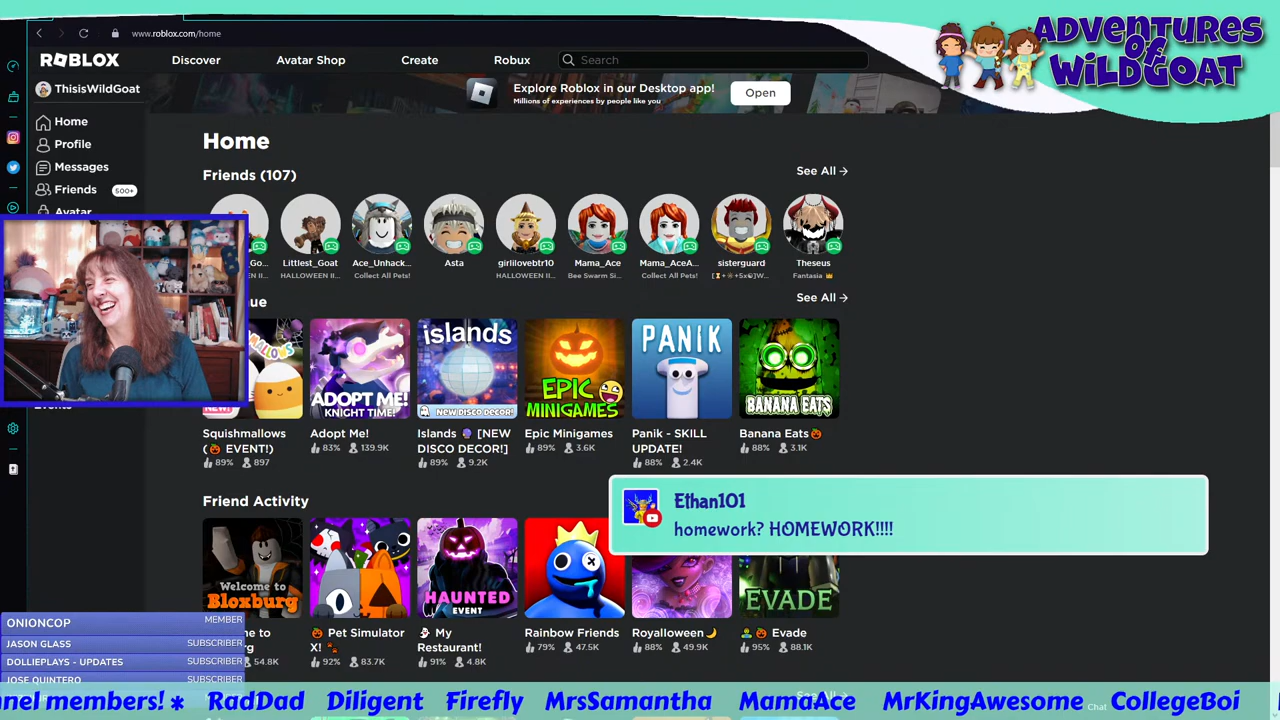 www.roblox.com/home
ADVENTURES
OF
WILDGOAT
ROBLOX
Discover
Avatar Shop
Create
Robux
Search
ThisisWildGoat
Explore Roblox in our Desktop app!
Millions of experiences by people like you
Open
Home
Profile
Messages
Friends
500+
Avatar
Home
Friends (107)
See All →
Littlest_Goat
HALLOWEEN II...
Ace_Unhack...
Collect All Pets!
Asta
girlilovebtr10
HALLOWEEN II...
Mama_Ace
Bee Swarm Si...
Mama_AceA...
Collect All Pets!
sisterguard
Theseus
Fantasia
See All →
NEW!
ADOPT ME!
KNIGHT TIME!
islands
NEW DISCO DECOR!
EPIC
MINIGAMES
PANIK
BANANA EATS
Squishmallows
(🎃 EVENT!)
89% 897
Adopt Me!
83% 139.9K
Islands 🔮 [NEW
DISCO DECOR!]
89% 9.2K
Epic Minigames
89% 3.6K
Panik - SKILL
UPDATE!
88% 2.4K
Banana Eats🎃
88% 3.1K
Friend Activity
Ethan101
homework? HOMEWORK!!!!
Welcome to
Bloxburg
HAUNTED
EVENT
EVADE
54.8K
🎃 Pet Simulator
X!
92% 83.7K
👻 My
Restaurant!
91% 4.8K
Rainbow Friends
79% 47.5K
Royalloween🌙
88% 49.9K
Evade
95% 88.1K
ONIONCOP MEMBER
JASON GLASS SUBSCRIBER
DOLLIEPLAYS - UPDATES SUBSCRIBER
JOSE QUINTERO SUBSCRIBER
members! * RadDad Diligent Firefly MrsSamantha MamaAce MrKingAwesome CollegeBoi
Chat